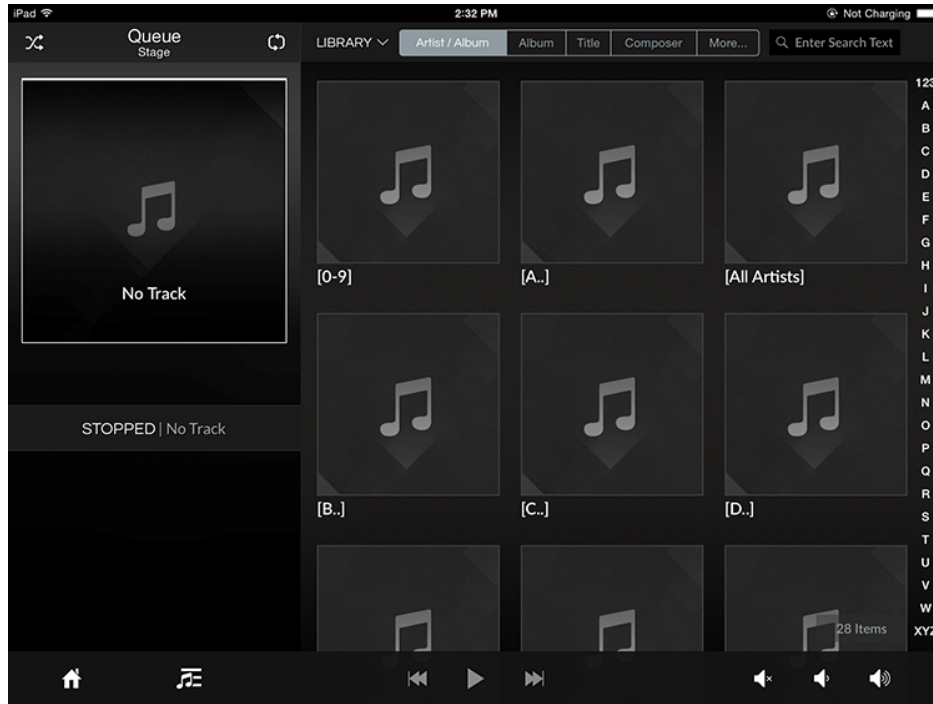 iPad 2:32 PM Not Charging
Queue
Stage
LIBRARY Artist / Album Album Title Composer More... Enter Search Text
No Track
STOPPED | No Track
[0-9] [A..] [All Artists]
[B..] [C..] [D..]
28 Items
123
A
B
C
D
E
F
G
H
I
J
K
L
M
N
O
P
Q
R
S
T
U
V
W
XYZ